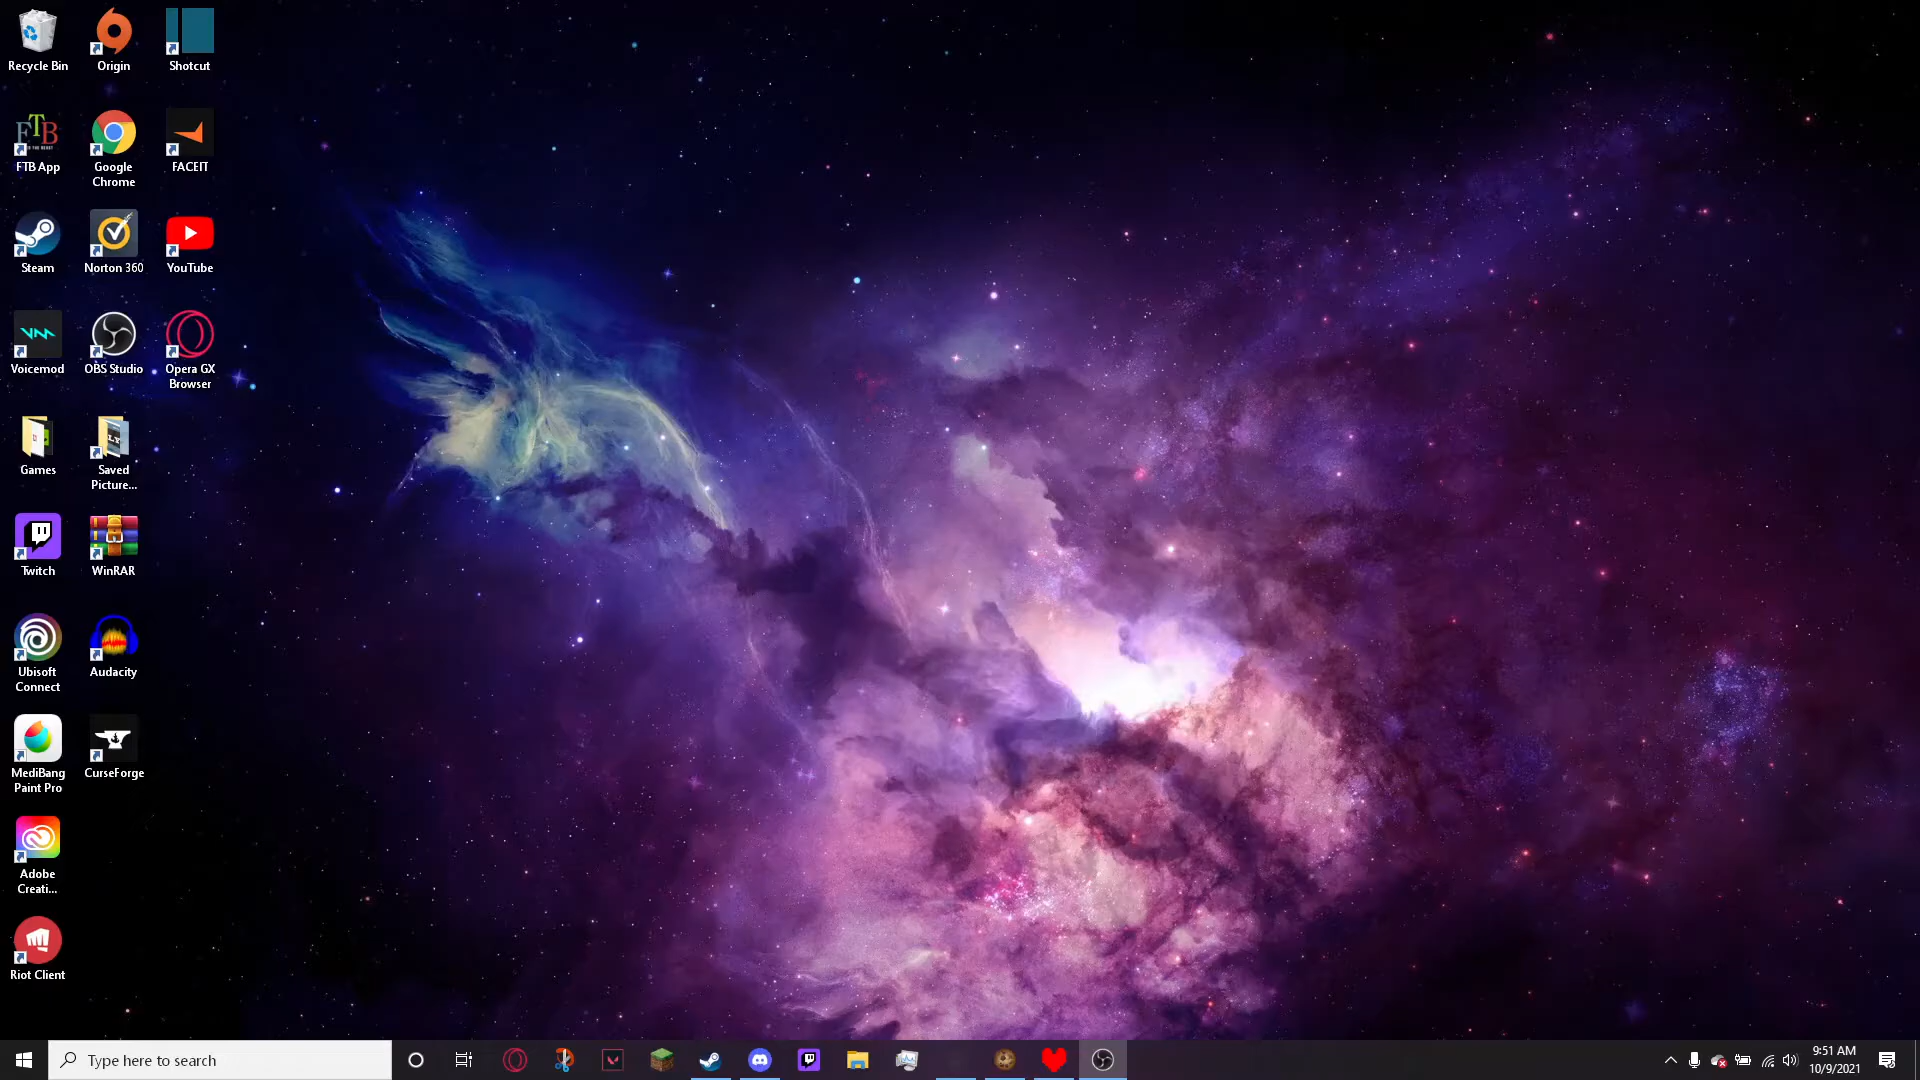 Recycle Bin
Origin
Shotcut
FTB
FTB App
Google
Chrome
FACEIT
Steam
Norton 360
YouTube
Voicemod
OBS Studio
Opera GX
Browser
Games
Saved
Picture...
Twitch
WinRAR
Ubisoft
Connect
Audacity
MediBang
Paint Pro
CurseForge
Adobe
Creati...
Riot Client
Type here to search
9:51 AM
10/9/2021